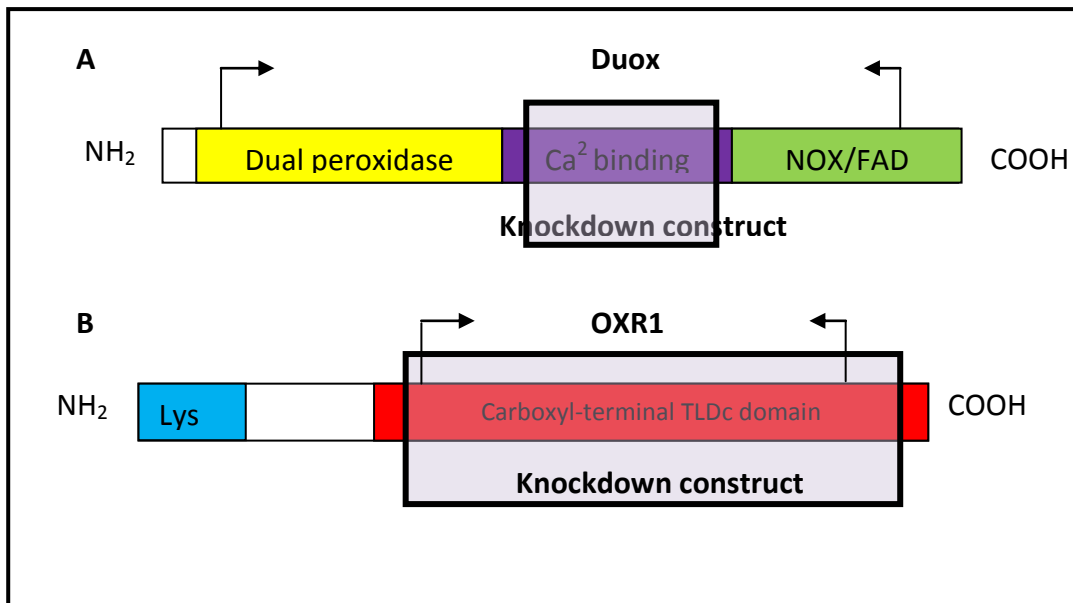 A
Duox
NH₂ Dual peroxidase Ca² binding NOX/FAD COOH
Knockdown construct
B
OXR1
NH₂ Lys Carboxyl-terminal TLDc domain COOH
Knockdown construct